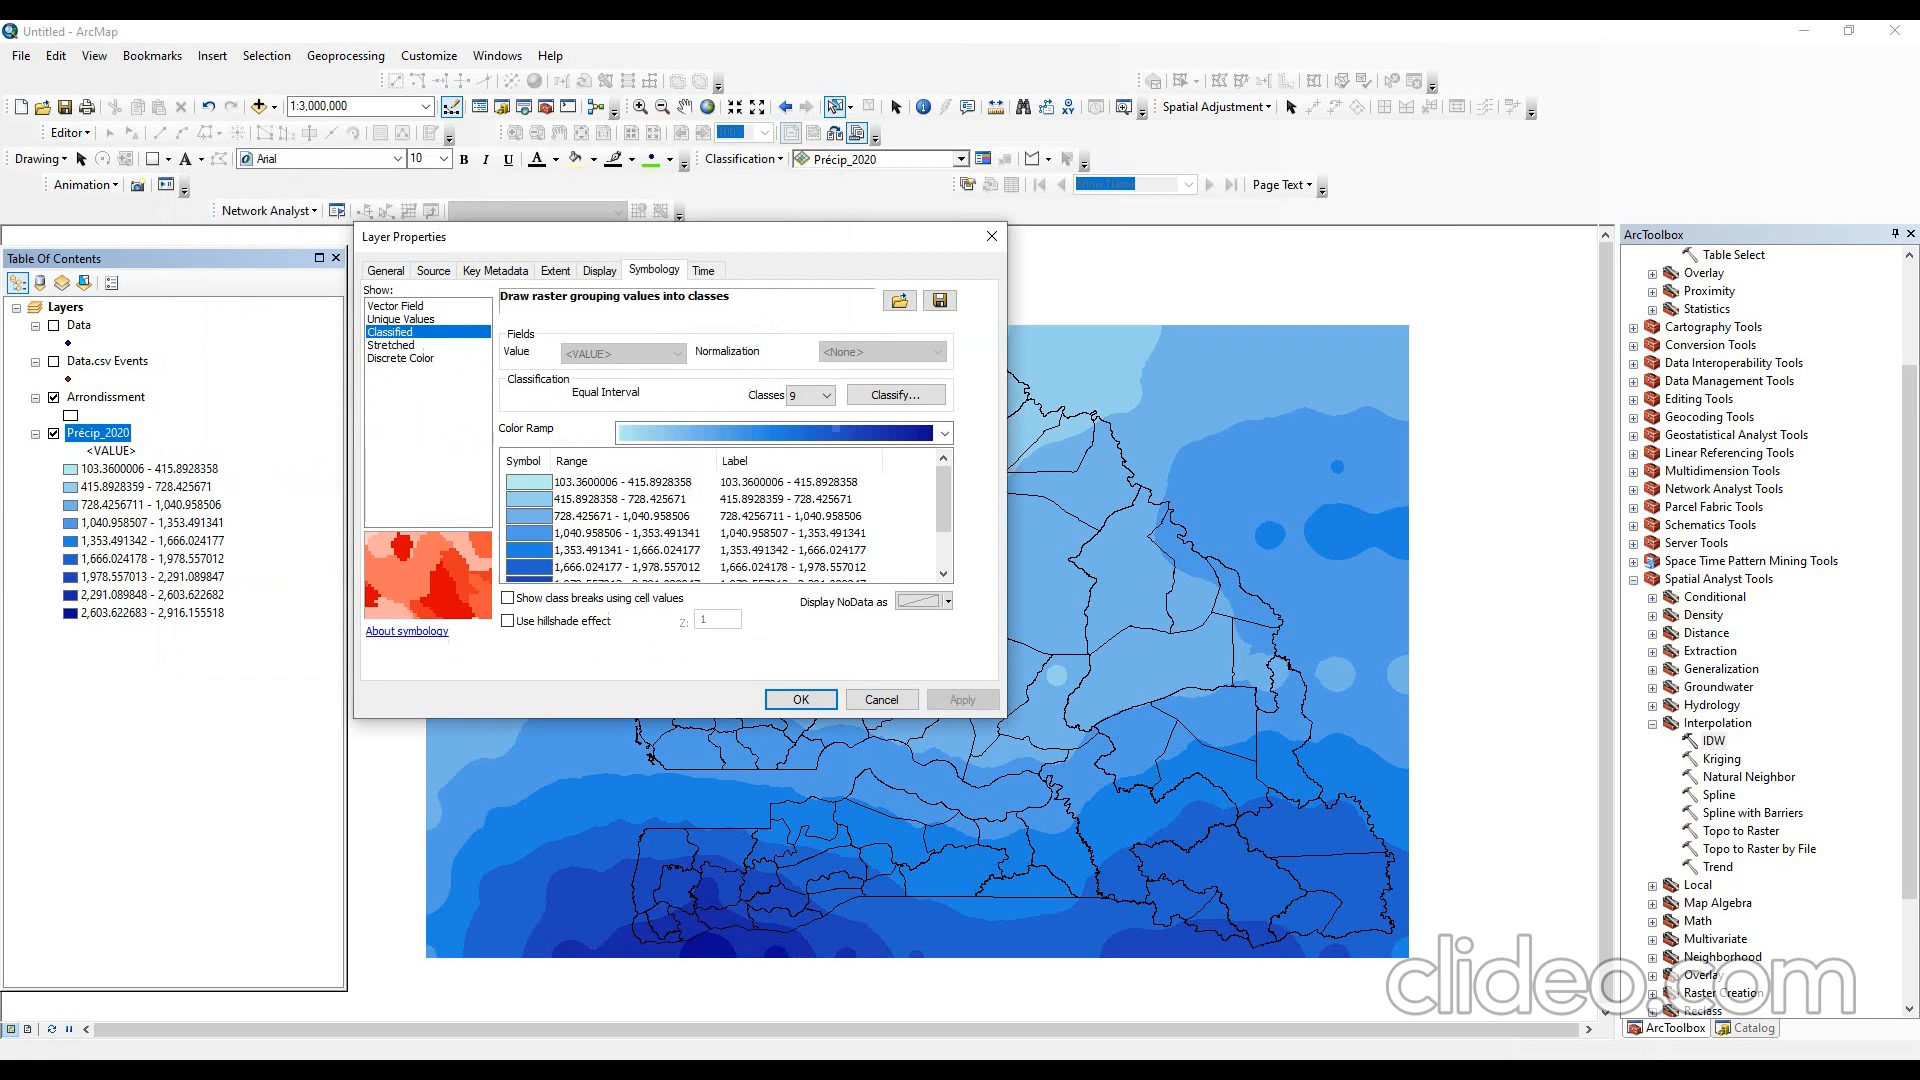 Untitled - ArcMap
File Edit View Bookmarks Insert Selection Geoprocessing Customize Windows Help
1:3,000,000
Spatial Adjustment
Editor
100%
Drawing
Arial
10
B I U A
Classification
Précip_2020
Animation
Page Text
Network Analyst
Table Of Contents
Layers
Data
Data.csv Events
Arrondissment
Précip_2020
<VALUE>
103.3600006 - 415.8928358
415.8928359 - 728.425671
728.4256711 - 1,040.958506
1,040.958507 - 1,353.491341
1,353.491342 - 1,666.024177
1,666.024178 - 1,978.557012
1,978.557013 - 2,291.089847
2,291.089848 - 2,603.622682
2,603.622683 - 2,916.155518
Layer Properties
General Source Key Metadata Extent Display Symbology Time
Show:
Vector Field
Unique Values
Classified
Stretched
Discrete Color
About symbology
Draw raster grouping values into classes
Fields
Value <VALUE> Normalization <None>
Classification
Equal Interval Classes 9 Classify...
Color Ramp
Symbol Range Label
103.3600006 - 415.8928358 103.3600006 - 415.8928358
415.8928358 - 728.425671 415.8928359 - 728.425671
728.425671 - 1,040.958506 728.4256711 - 1,040.958506
1,040.958506 - 1,353.491341 1,040.958507 - 1,353.491341
1,353.491341 - 1,666.024177 1,353.491342 - 1,666.024177
1,666.024177 - 1,978.557012 1,666.024178 - 1,978.557012
Show class breaks using cell values
Display NoData as
Use hillshade effect Z: 1
OK Cancel Apply
ArcToolbox
Table Select
Overlay
Proximity
Statistics
Cartography Tools
Conversion Tools
Data Interoperability Tools
Data Management Tools
Editing Tools
Geocoding Tools
Geostatistical Analyst Tools
Linear Referencing Tools
Multidimension Tools
Network Analyst Tools
Parcel Fabric Tools
Schematics Tools
Server Tools
Space Time Pattern Mining Tools
Spatial Analyst Tools
Conditional
Density
Distance
Extraction
Generalization
Groundwater
Hydrology
Interpolation
IDW
Kriging
Natural Neighbor
Spline
Spline with Barriers
Topo to Raster
Topo to Raster by File
Trend
Local
Map Algebra
Math
Multivariate
Neighborhood
Overlay
Raster Creation
Reclass
ArcToolbox Catalog
clideo.com